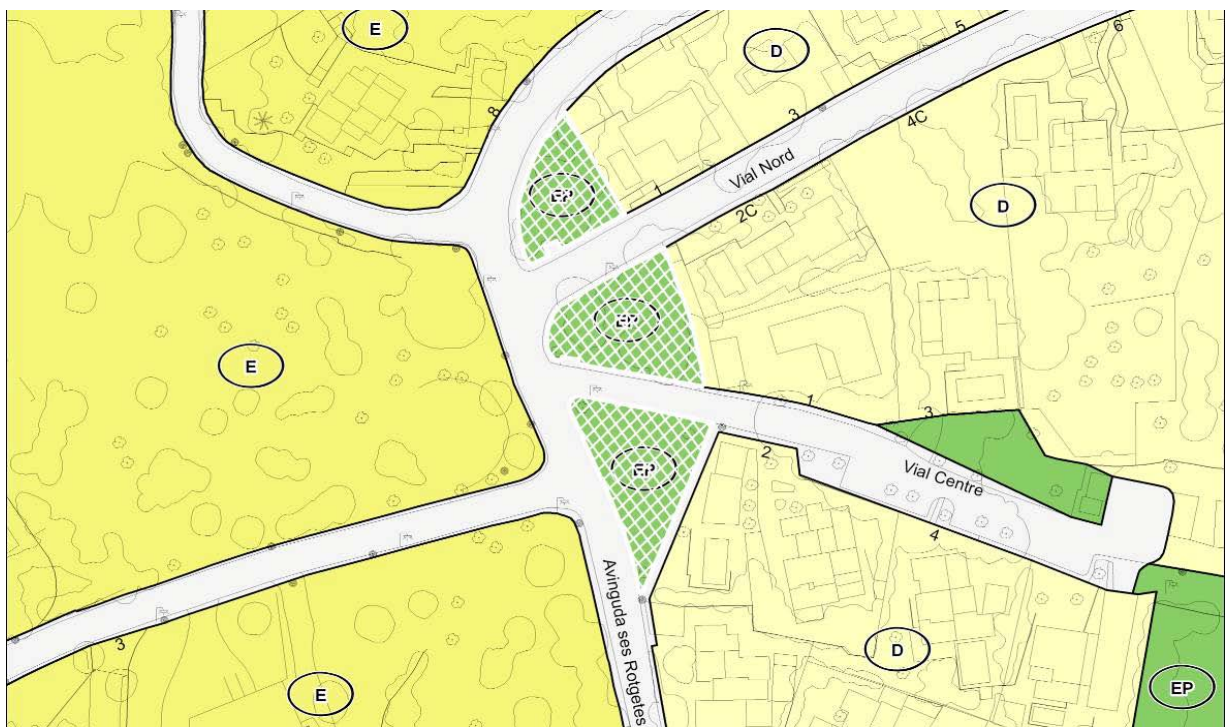 E
D
5
6
8
3
4C
EP
1
Vial Nord
2C
D
EP
E
1
3
EP
2
Vial Centre
4
Avinguda ses Rotgetes
3
D
E
EP